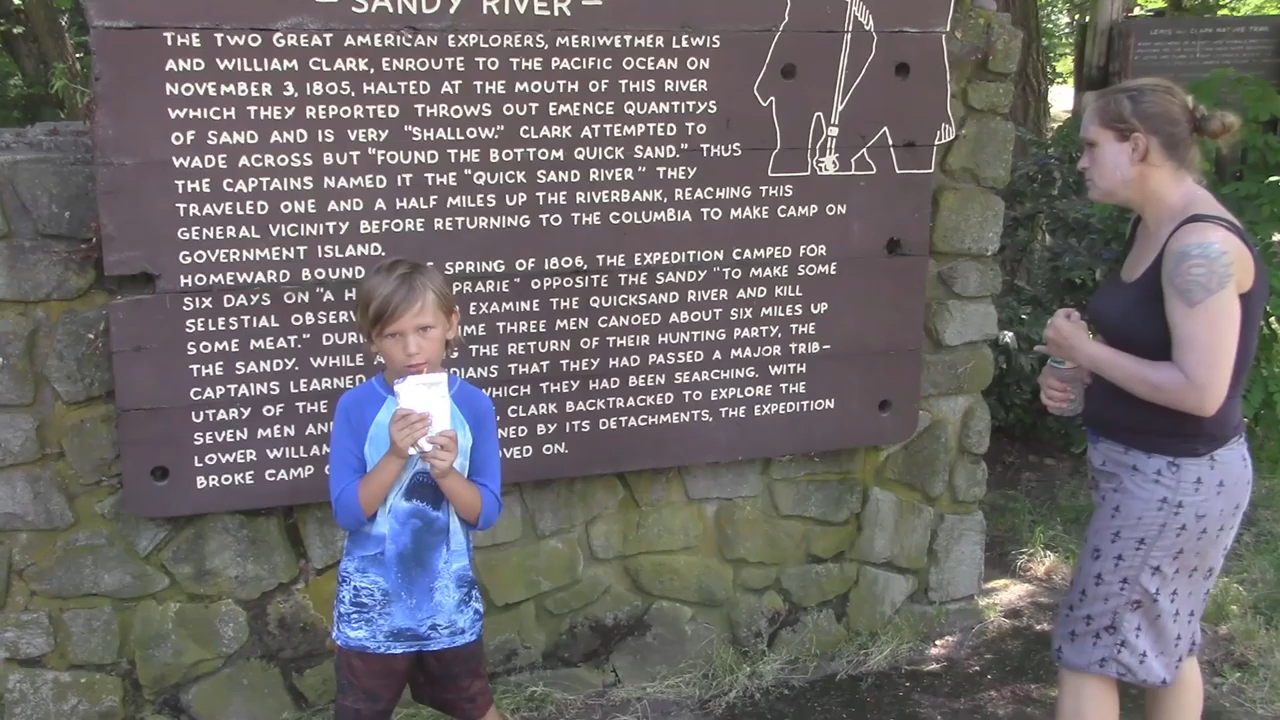 – SANDY RIVER –
THE TWO GREAT AMERICAN EXPLORERS, MERIWETHER LEWIS
AND WILLIAM CLARK, ENROUTE TO THE PACIFIC OCEAN ON
NOVEMBER 3, 1805, HALTED AT THE MOUTH OF THIS RIVER
WHICH THEY REPORTED THROWS OUT EMENCE QUANTITYS
OF SAND AND IS VERY "SHALLOW." CLARK ATTEMPTED TO
WADE ACROSS BUT "FOUND THE BOTTOM QUICK SAND." THUS
THE CAPTAINS NAMED IT THE "QUICK SAND RIVER" THEY
TRAVELED ONE AND A HALF MILES UP THE RIVERBANK, REACHING THIS
GENERAL VICINITY BEFORE RETURNING TO THE COLUMBIA TO MAKE CAMP ON
GOVERNMENT ISLAND.
HOMEWARD BOUND SPRING OF 1806, THE EXPEDITION CAMPED FOR
SIX DAYS ON "A H PRARIE" OPPOSITE THE SANDY "TO MAKE SOME
SELESTIAL OBSERV EXAMINE THE QUICKSAND RIVER AND KILL
SOME MEAT." DURI IME THREE MEN CANOED ABOUT SIX MILES UP
THE SANDY. WHILE A G THE RETURN OF THEIR HUNTING PARTY, THE
CAPTAINS LEARNED DIANS THAT THEY HAD PASSED A MAJOR TRIB–
UTARY OF THE WHICH THEY HAD BEEN SEARCHING. WITH
SEVEN MEN AN , CLARK BACKTRACKED TO EXPLORE THE
LOWER WILLAM NED BY ITS DETACHMENTS, THE EXPEDITION
BROKE CAMP OVED ON.
LEWIS AND CLARK NATURE TRAIL